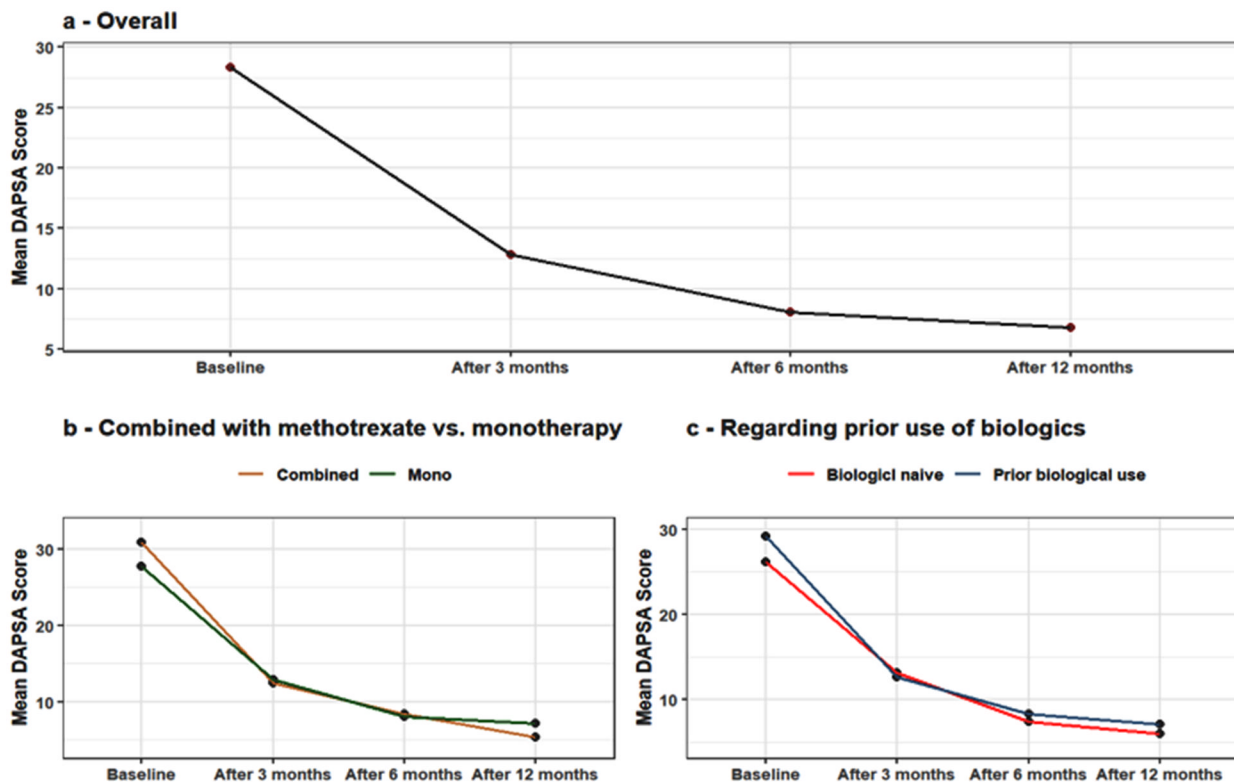 a - Overall
Mean DAPSA Score
30
25
20
15
10
5
Baseline After 3 months After 6 months After 12 months
b - Combined with methotrexate vs. monotherapy
Combined Mono
Mean DAPSA Score
30
20
10
Baseline After 3 months After 6 months After 12 months
c - Regarding prior use of biologics
Biologicl naive Prior biological use
Mean DAPSA Score
30
20
10
Baseline After 3 months After 6 months After 12 months